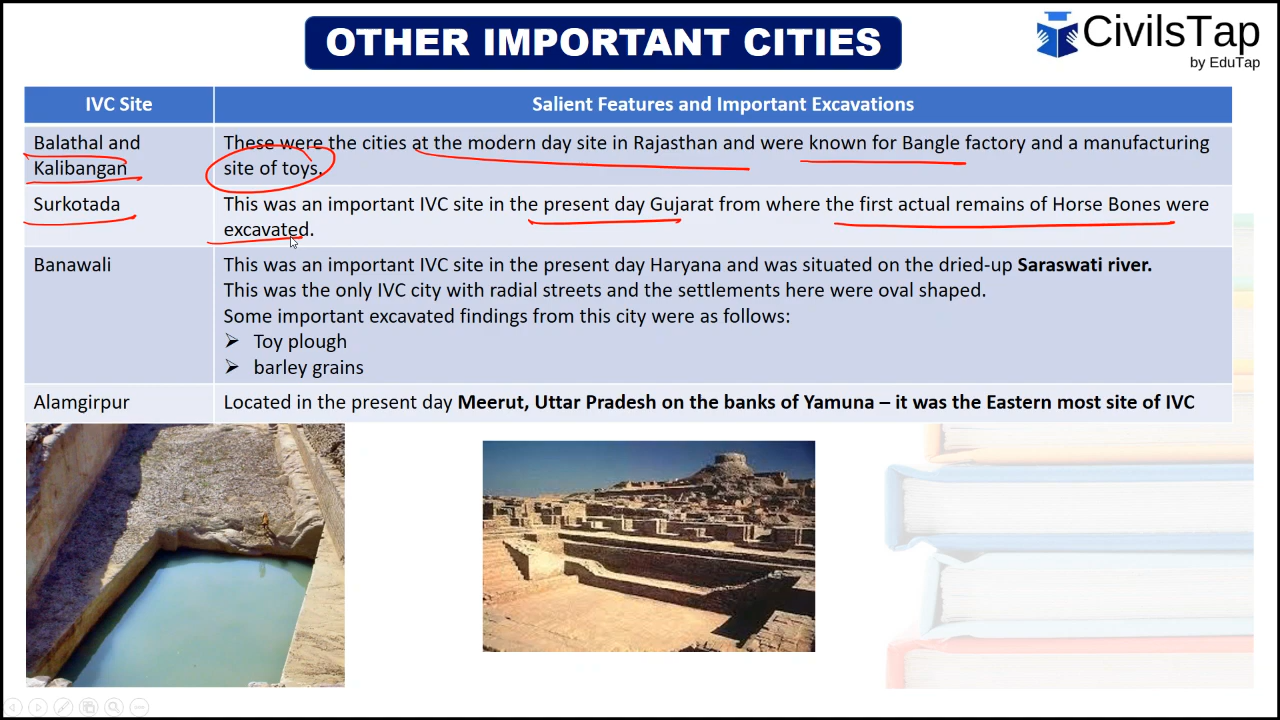 OTHER IMPORTANT CITIES
CivilsTap
by EduTap
IVC Site
Salient Features and Important Excavations
Balathal and
Kalibangan
These were the cities at the modern day site in Rajasthan and were known for Bangle factory and a manufacturing
site of toys.
Surkotada
This was an important IVC site in the present day Gujarat from where the first actual remains of Horse Bones were
excavated.
Banawali
This was an important IVC site in the present day Haryana and was situated on the dried-up Saraswati river.
This was the only IVC city with radial streets and the settlements here were oval shaped.
Some important excavated findings from this city were as follows:
➢ Toy plough
➢ barley grains
Alamgirpur
Located in the present day Meerut, Uttar Pradesh on the banks of Yamuna – it was the Eastern most site of IVC